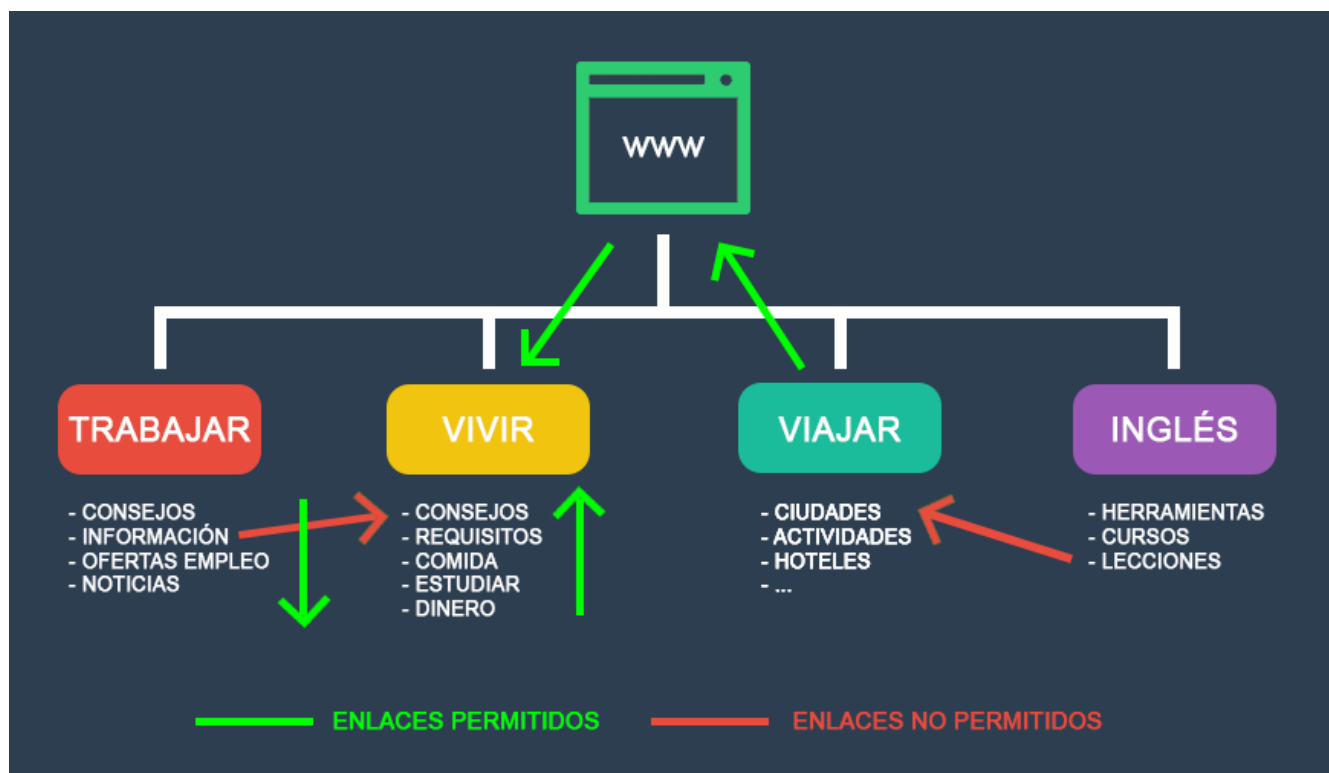 www
TRABAJAR
VIVIR
VIAJAR
INGLÉS
- CONSEJOS
- INFORMACIÓN
- OFERTAS EMPLEO
- NOTICIAS
- CONSEJOS
- REQUISITOS
- COMIDA
- ESTUDIAR
- DINERO
- CIUDADES
- ACTIVIDADES
- HOTELES
- ...
- HERRAMIENTAS
- CURSOS
- LECCIONES
ENLACES PERMITIDOS
ENLACES NO PERMITIDOS